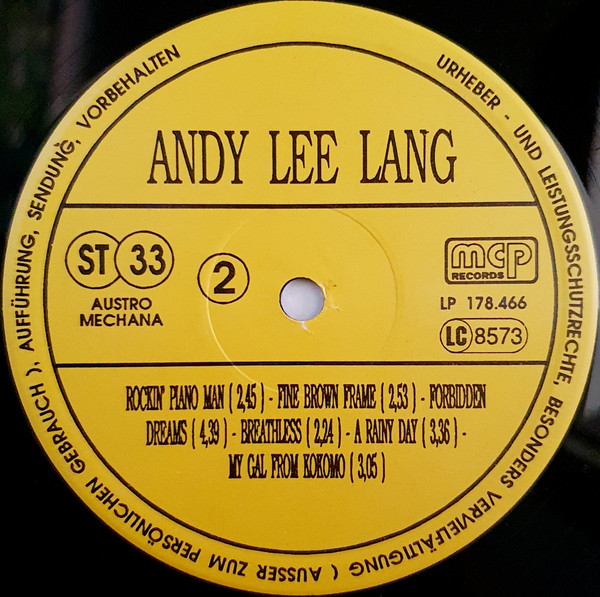 URHEBER - UND LEISTUNGSSCHUTZRECHTE, BESONDERS VERVIELFÄLTIGUNG ( AUSSER ZUM PERSÖNLICHEN GEBRAUCH ), AUFFÜHRUNG, SENDUNG, VORBEHALTEN
ANDY LEE LANG
ST 33
2
AUSTRO
MECHANA
mcp
RECORDS
LP 178.466
LC 8573
ROCKIN' PIANO MAN ( 2,45 ) - FINE BROWN FRAME ( 2,53 ) - FORBIDDEN
DREAMS ( 4,39 ) - BREATHLESS ( 2,24 ) - A RAINY DAY ( 3,36 ) -
MY GAL FROM KOKOMO ( 3,05 )